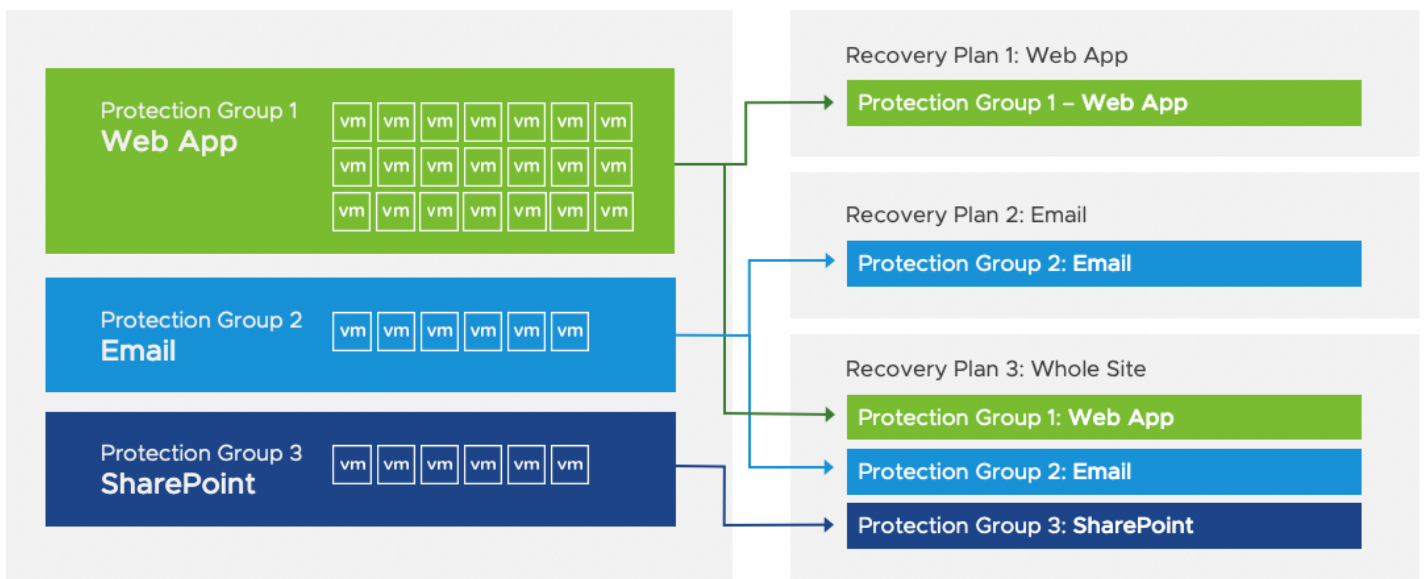 Protection Group 1
Web App
vm vm vm vm vm vm vm
vm vm vm vm vm vm vm
vm vm vm vm vm vm vm
Protection Group 2
Email
vm vm vm vm vm vm
Protection Group 3
SharePoint
vm vm vm vm vm vm
Recovery Plan 1: Web App
Protection Group 1 – Web App
Recovery Plan 2: Email
Protection Group 2: Email
Recovery Plan 3: Whole Site
Protection Group 1: Web App
Protection Group 2: Email
Protection Group 3: SharePoint